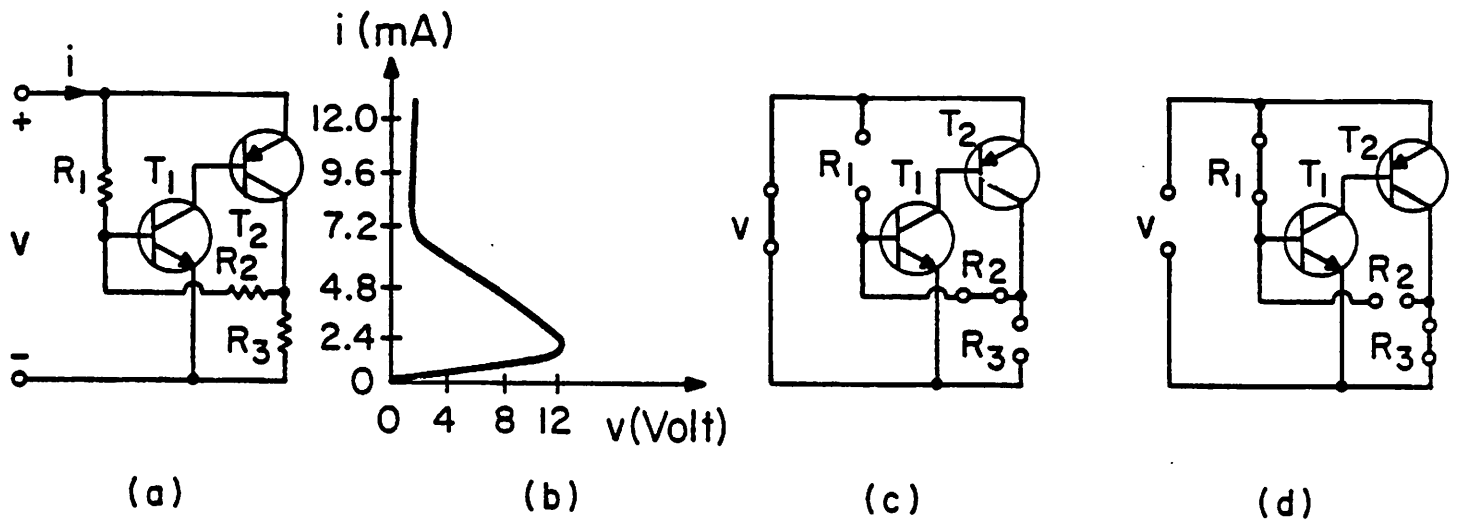 i
+
R1
T1
T2
v
R2
R3
−
(a)
i (mA)
12.0
9.6
7.2
4.8
2.4
0
0 4 8 12 v(Volt)
(b)
T2
R1
T1
v
R2
R3
(c)
T2
R1
T1
v
R2
R3
(d)